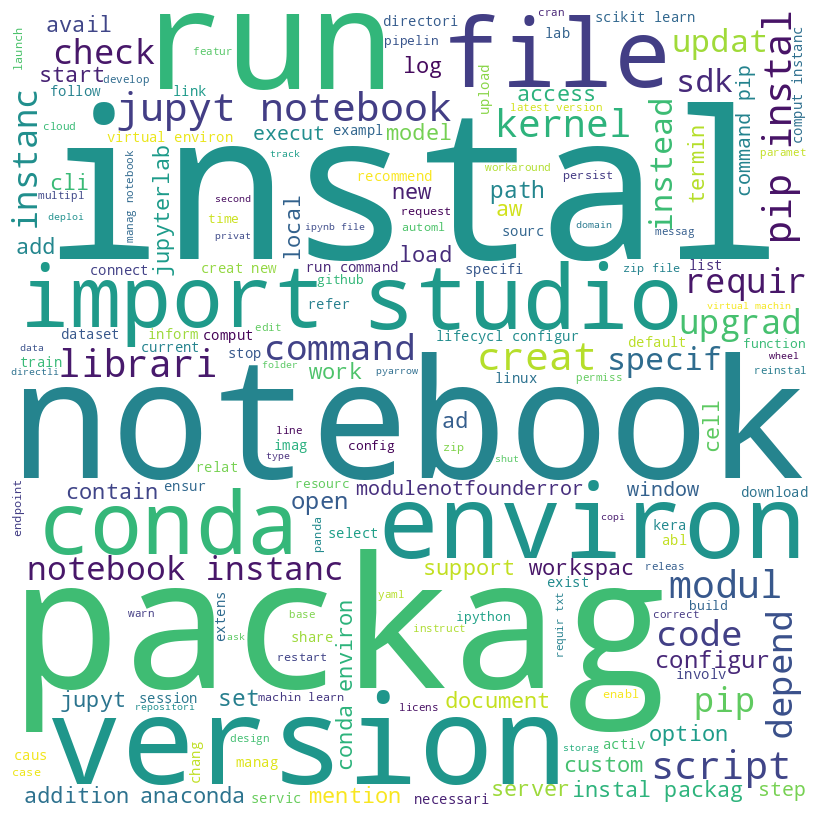 run
file
avail
directori
cran
scikit learn
pipelin
lab
launch
check
featur
log
updat
start
develop
follow
link
sdk
upload
access
latest version
pip instal
comput instanc
jupyt notebook
instanc
cloud
virtual environ
execut
exampl
model
kernel
instead
termin
command pip
paramet
instal
track
cli
multipl
manag notebook
jupyterlab
second
recommend
new
workaround
persist
path
deploi
time
ipynb file
request
aw
local
privat
automl
sourc
domain
messag
add
load
connect
creat new
run command
specifi
zip file
list
requir
github
import studio
refer
virtual machin
upgrad
dataset
inform
edit
lifecycl configur
default
function
current
comput
data
train
directli
librari
stop
command
folder
pyarrow
creat
specif
wheel
reinstal
work
linux
permiss
notebook
ad
cell
line
config
imag
type
zip
relat
shut
resourc
contain
ensur
modulenotfounderror
window
download
endpoint
open
conda
environ
copi
panda
select
kera
abl
releas
notebook instanc
support
workspac
exist
modul
yaml
build
warn
extens
base
share
ipython
requir txt
correct
packag
ask
instruct
code
restart
configur
depend
involv
conda environ
jupyt
session
set
machin learn
document
enabl
pip
repositori
licens
version
design
option
storag
activ
caus
chang
manag
custom
script
case
addition
anaconda
servic
mention
necessari
server
instal packag
step